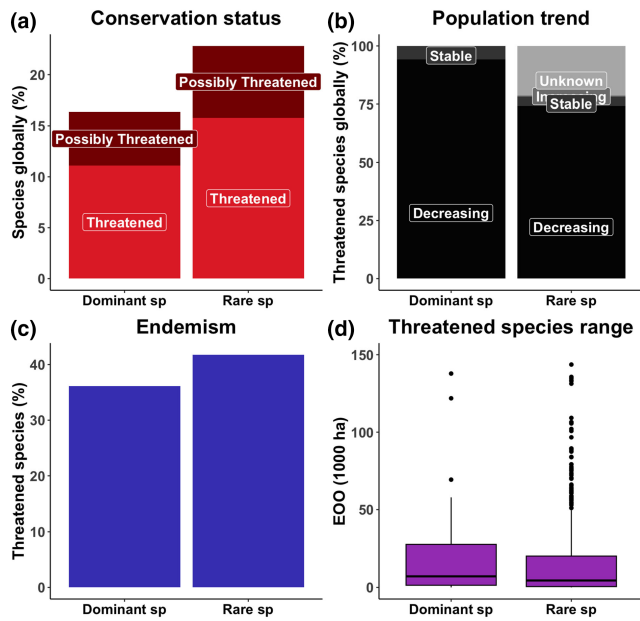 (a) Conservation status
Species globally (%)
20
15
10
5
0
Possibly Threatened
Possibly Threatened
Threatened
Threatened
Dominant sp
Rare sp
(b) Population trend
Threatened species globally (%)
100
75
50
25
0
Stable
Unknown
Stable
Decreasing
Decreasing
Dominant sp
Rare sp
(c) Endemism
Threatened species (%)
40
30
20
10
0
Dominant sp
Rare sp
(d) Threatened species range
EOO (1000 ha)
150
100
50
0
Dominant sp
Rare sp